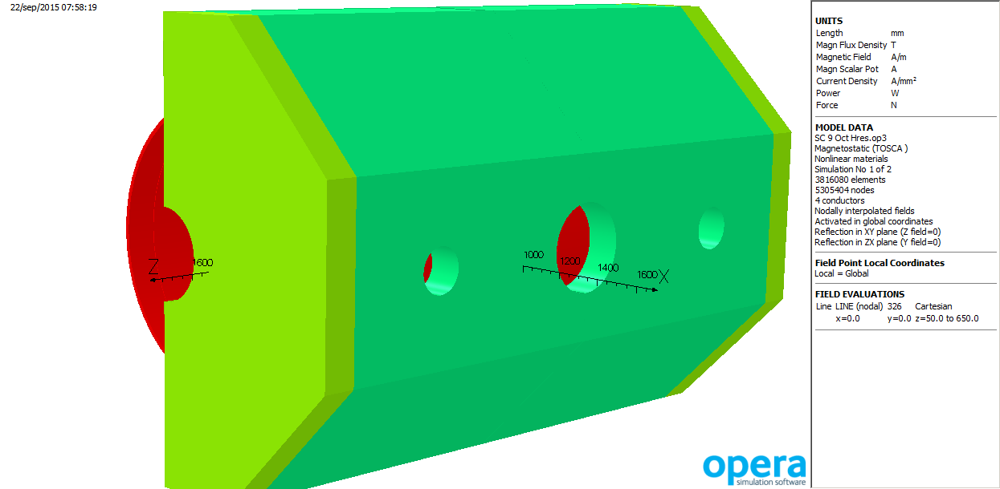 22/sep/2015 07:58:19
UNITS
Length mm
Magn Flux Density T
Magnetic Field A/m
Magn Scalar Pot A
Current Density A/mm²
Power W
Force N
MODEL DATA
SC 9 Oct Hres.op3
Magnetostatic (TOSCA )
Nonlinear materials
Simulation No 1 of 2
3816080 elements
5305404 nodes
4 conductors
Nodally interpolated fields
Activated in global coordinates
Reflection in XY plane (Z field=0)
Reflection in ZX plane (Y field=0)
Field Point Local Coordinates
Local = Global
FIELD EVALUATIONS
Line LINE (nodal) 326 Cartesian
x=0.0 y=0.0 z=50.0 to 650.0
Z 1600
1000 1200 1400 1600 X
opera
simulation software